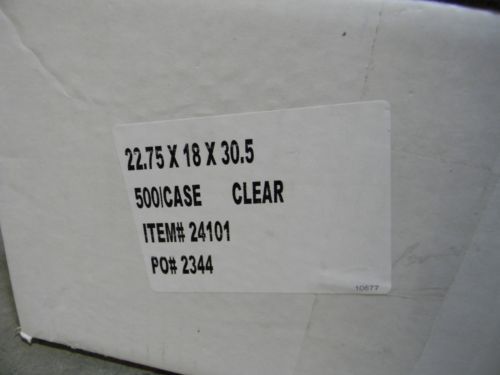 22.75 X 18 X 30.5
500/CASE CLEAR
ITEM# 24101
PO# 2344
10677